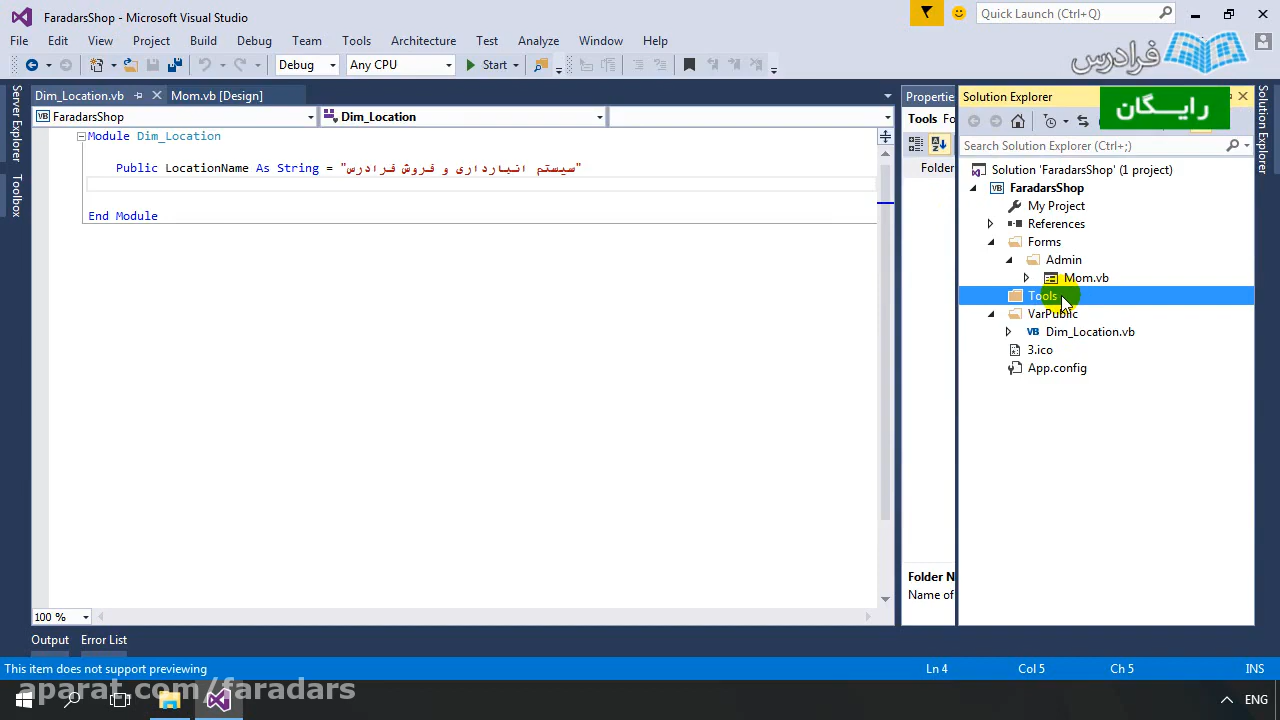 FaradarsShop - Microsoft Visual Studio
Quick Launch (Ctrl+Q)
File Edit View Project Build Debug Team Tools Architecture Test Analyze Window Help
Debug Any CPU Start
فرادرس
رایگان
Server Explorer
Toolbox
Dim_Location.vb
Mom.vb [Design]
FaradarsShop
Dim_Location
Module Dim_Location
Public LocationName As String = "سیستم انبارداری و فروش فرادرس"
End Module
100 %
Propertie
Tools Fo
Folder
Folder N
Name of
Solution Explorer
Search Solution Explorer (Ctrl+;)
Solution 'FaradarsShop' (1 project)
FaradarsShop
My Project
References
Forms
Admin
Mom.vb
Tools
VarPublic
Dim_Location.vb
3.ico
App.config
Solution Explorer
Output Error List
This item does not support previewing
Ln 4 Col 5 Ch 5 INS
aparat.com/faradars
ENG